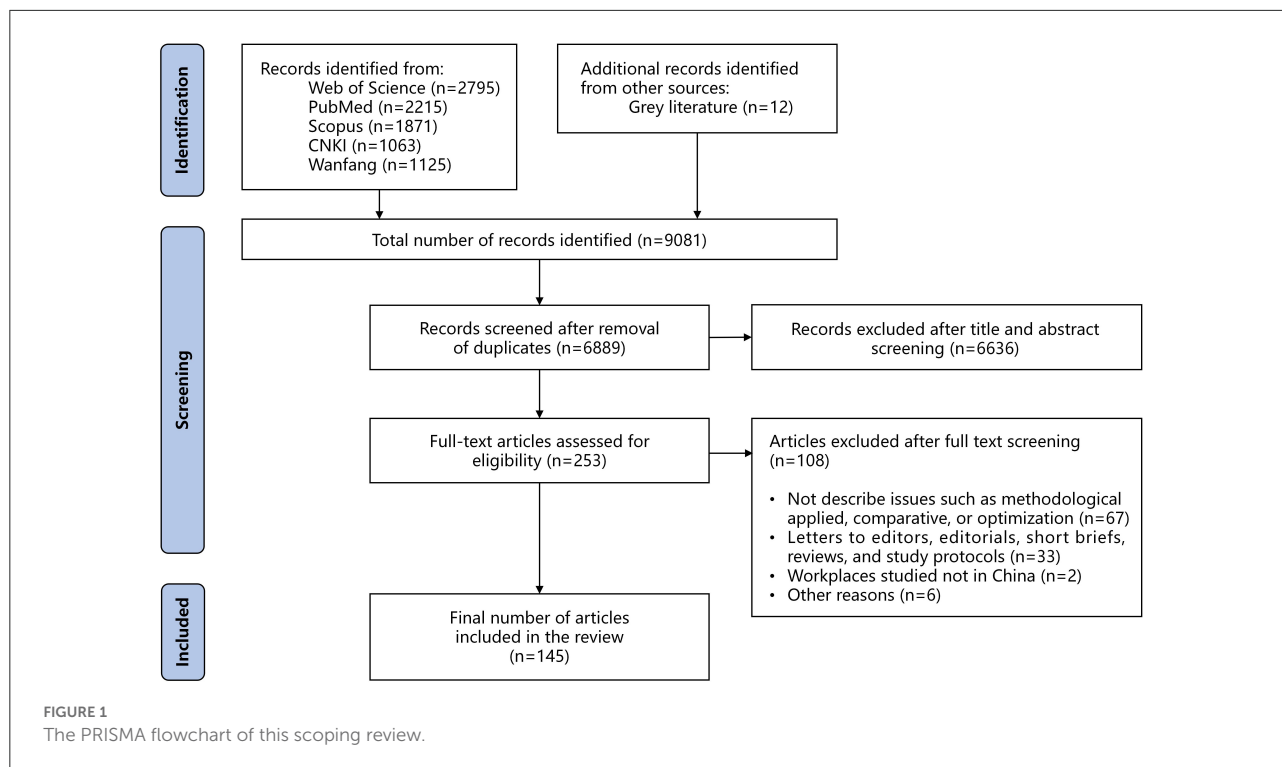 Identification
Records identified from:
Web of Science (n=2795)
PubMed (n=2215)
Scopus (n=1871)
CNKI (n=1063)
Wanfang (n=1125)
Additional records identified
from other sources:
Grey literature (n=12)
Screening
Total number of records identified (n=9081)
Records screened after removal
of duplicates (n=6889)
Records excluded after title and abstract
screening (n=6636)
Full-text articles assessed for
eligibility (n=253)
Articles excluded after full text screening
(n=108)
• Not describe issues such as methodological
applied, comparative, or optimization (n=67)
• Letters to editors, editorials, short briefs,
reviews, and study protocols (n=33)
• Workplaces studied not in China (n=2)
• Other reasons (n=6)
Included
Final number of articles
included in the review
(n=145)
FIGURE 1
The PRISMA flowchart of this scoping review.